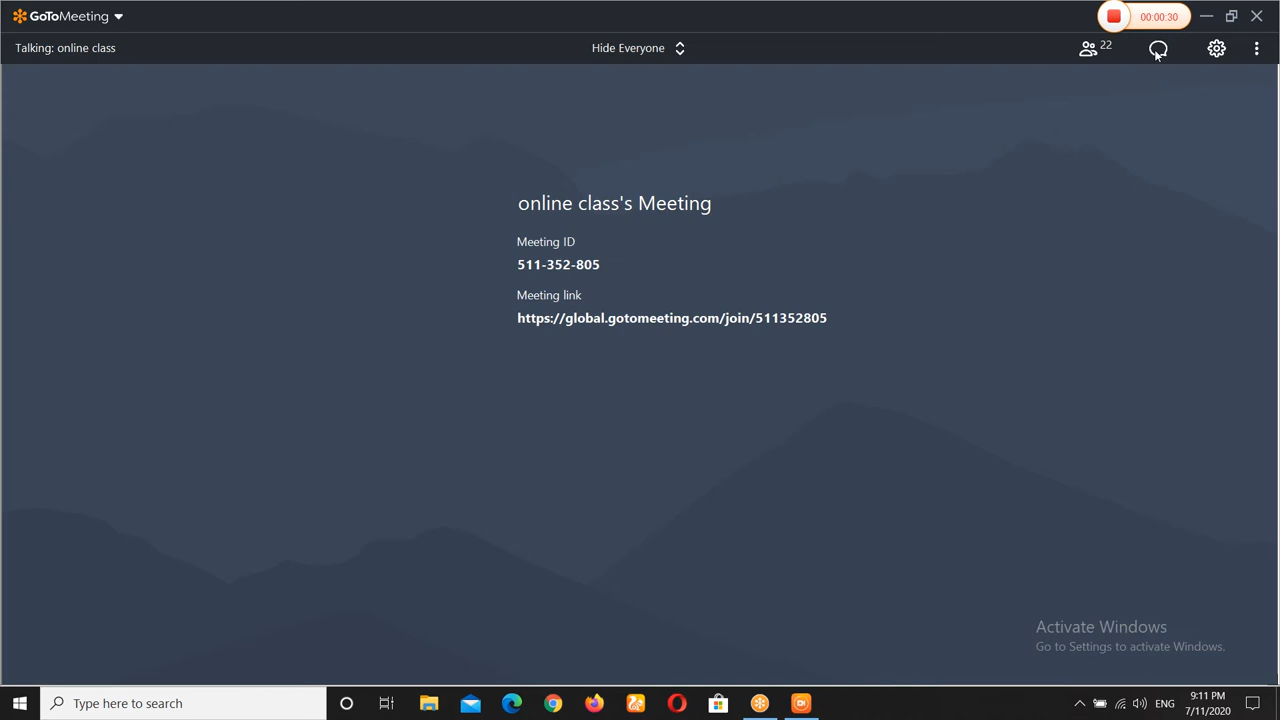 GoToMeeting
00:00:30
Talking: online class
Hide Everyone
22
online class's Meeting
Meeting ID
511-352-805
Meeting link
https://global.gotomeeting.com/join/511352805
Activate Windows
Go to Settings to activate Windows.
Type here to search
ENG
9:11 PM
7/11/2020